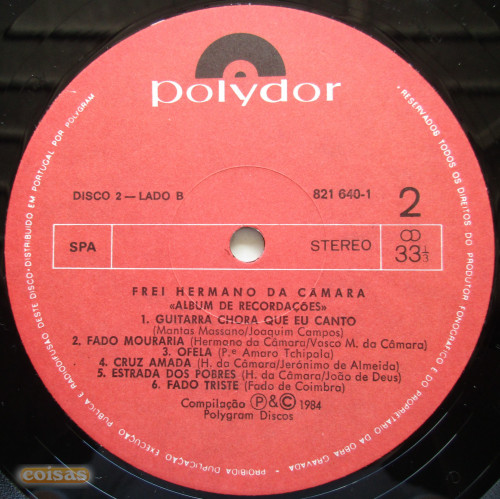 polydor
DISCO 2 — LADO B
821 640-1
2
SPA
STEREO
33 1/3
FREI HERMANO DA CÂMARA
«ALBUM DE RECORDAÇÕES»
1. GUITARRA CHORA QUE EU CANTO
(Mantas Massano/Joaquim Campos)
2. FADO MOURARIA (Hermano da Câmara/Vasco M. da Câmara)
3. OFELA (P.e Amaro Tchipala)
4. CRUZ AMADA (H. da Câmara/Jerónimo de Almeida)
5. ESTRADA DOS POBRES (H. da Câmara/João de Deus)
6. FADO TRISTE (Fado de Coimbra)
Compilação Ⓟ&© 1984
Polygram Discos
RESERVADOS TODOS OS DIREITOS DO PRODUTOR FONOGRÁFICO E DO PROPRIETÁRIO DA OBRA GRAVADA — PROIBIDA DUPLICAÇÃO EXECUÇÃO PÚBLICA E RADIODIFUSÃO DESTE DISCO-DISTRIBUIDO EM PORTUGAL POR POLYGRAM
coisas